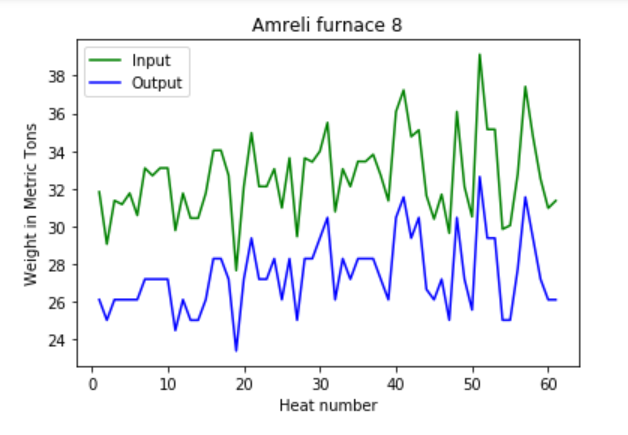 Amreli furnace 8
Input
Output
Weight in Metric Tons
38
36
34
32
30
28
26
24
0 10 20 30 40 50 60
Heat number